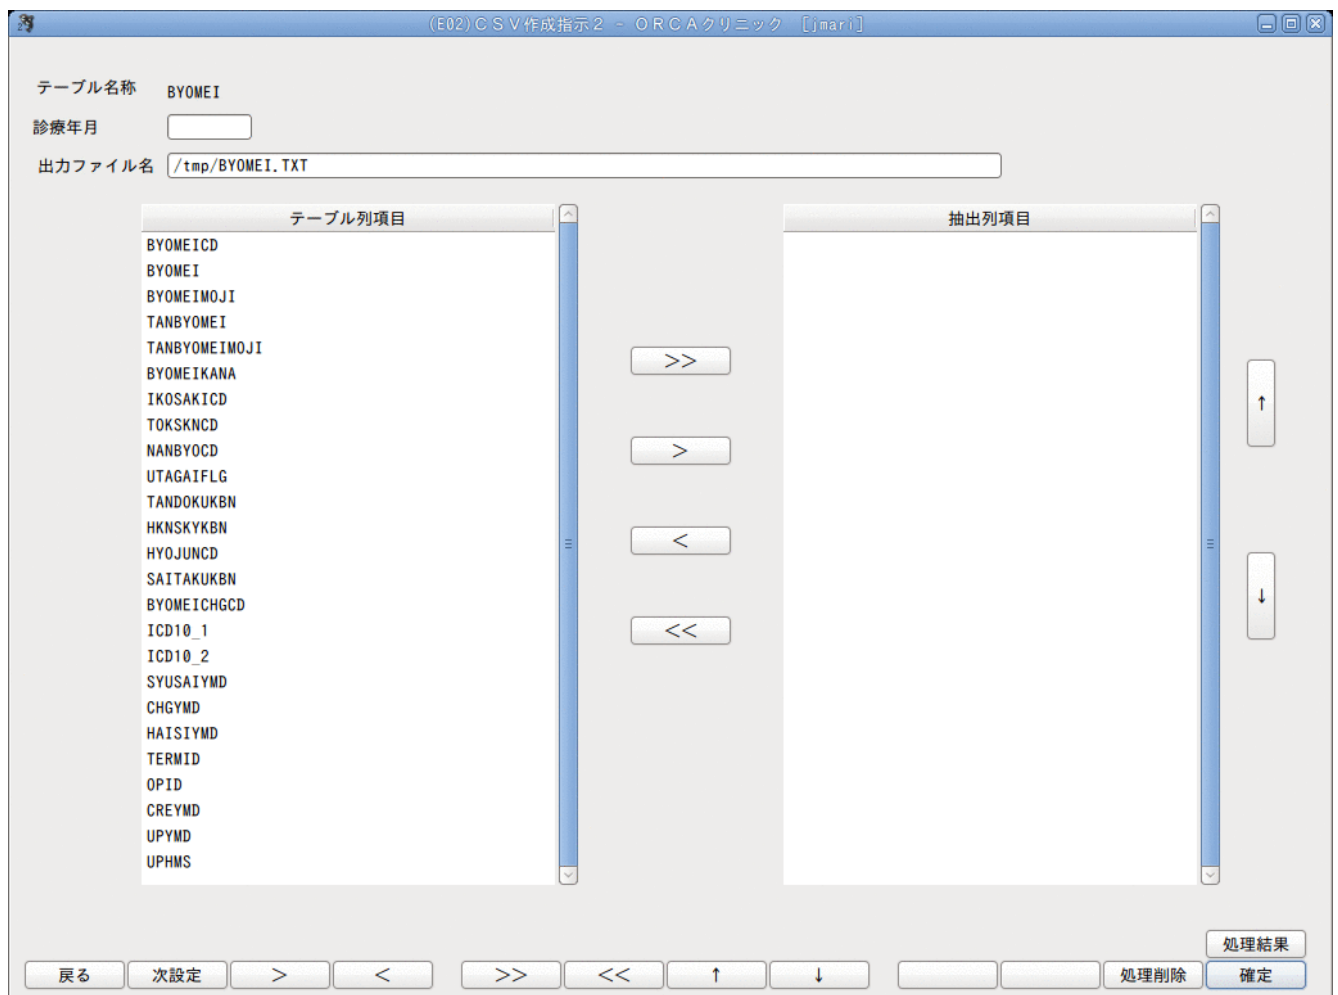 (E02)ＣＳＶ作成指示２ - ＯＲＣＡクリニック [jmari]
テーブル名称 BYOMEI
診療年月
出力ファイル名 /tmp/BYOMEI.TXT
テーブル列項目
BYOMEICD
BYOMEI
BYOMEIMOJI
TANBYOMEI
TANBYOMEIMOJI
BYOMEIKANA
IKOSAKICD
TOKSKNCD
NANBYOCD
UTAGAIFLG
TANDOKUKBN
HKNSKYKBN
HYOJUNCD
SAITAKUKBN
BYOMEICHGCD
ICD10_1
ICD10_2
SYUSAIYMD
CHGYMD
HAISIYMD
TERMID
OPID
CREYMD
UPYMD
UPHMS
>>
>
<
<<
抽出列項目
↑
↓
処理結果
戻る 次設定 > < >> << ↑ ↓ 処理削除 確定